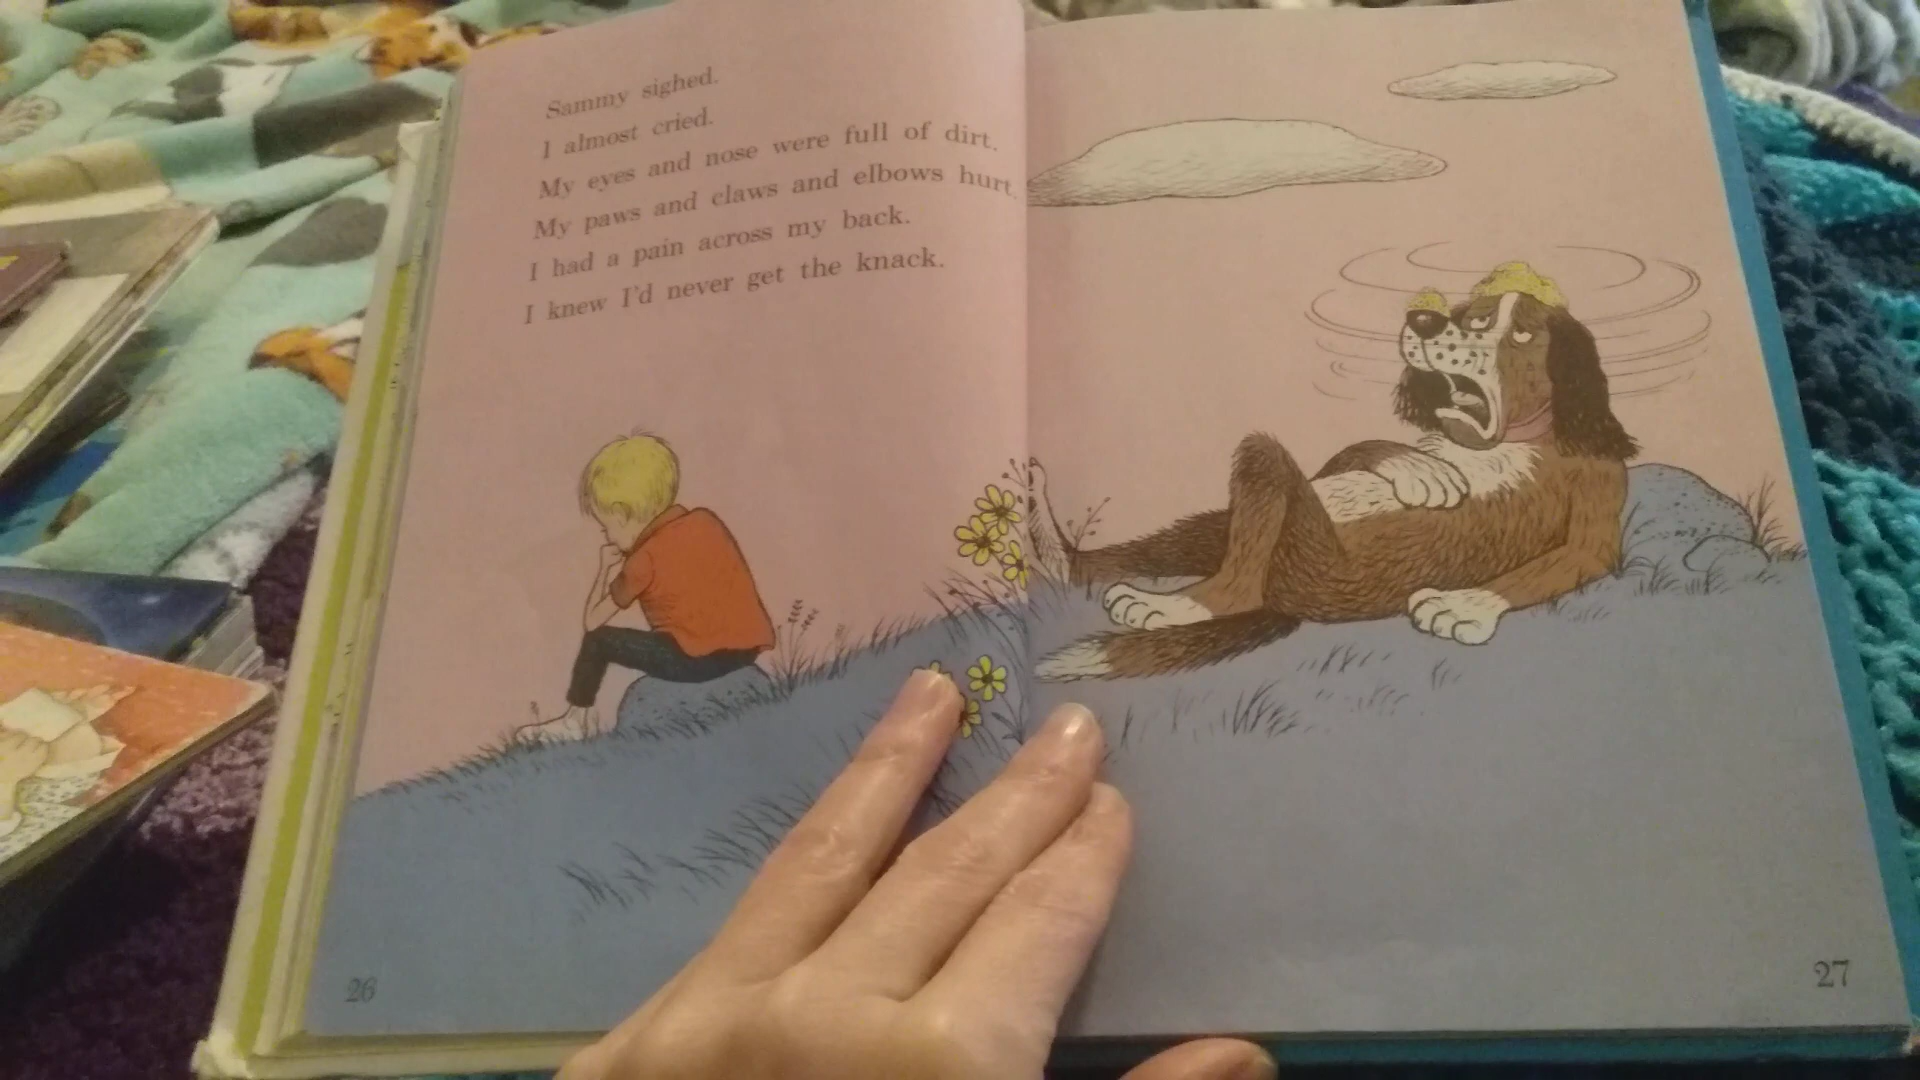 Sammy sighed.
I almost cried.
My eyes and nose were full of dirt.
My paws and claws and elbows hurt.
I had a pain across my back.
I knew I'd never get the knack.
26
27